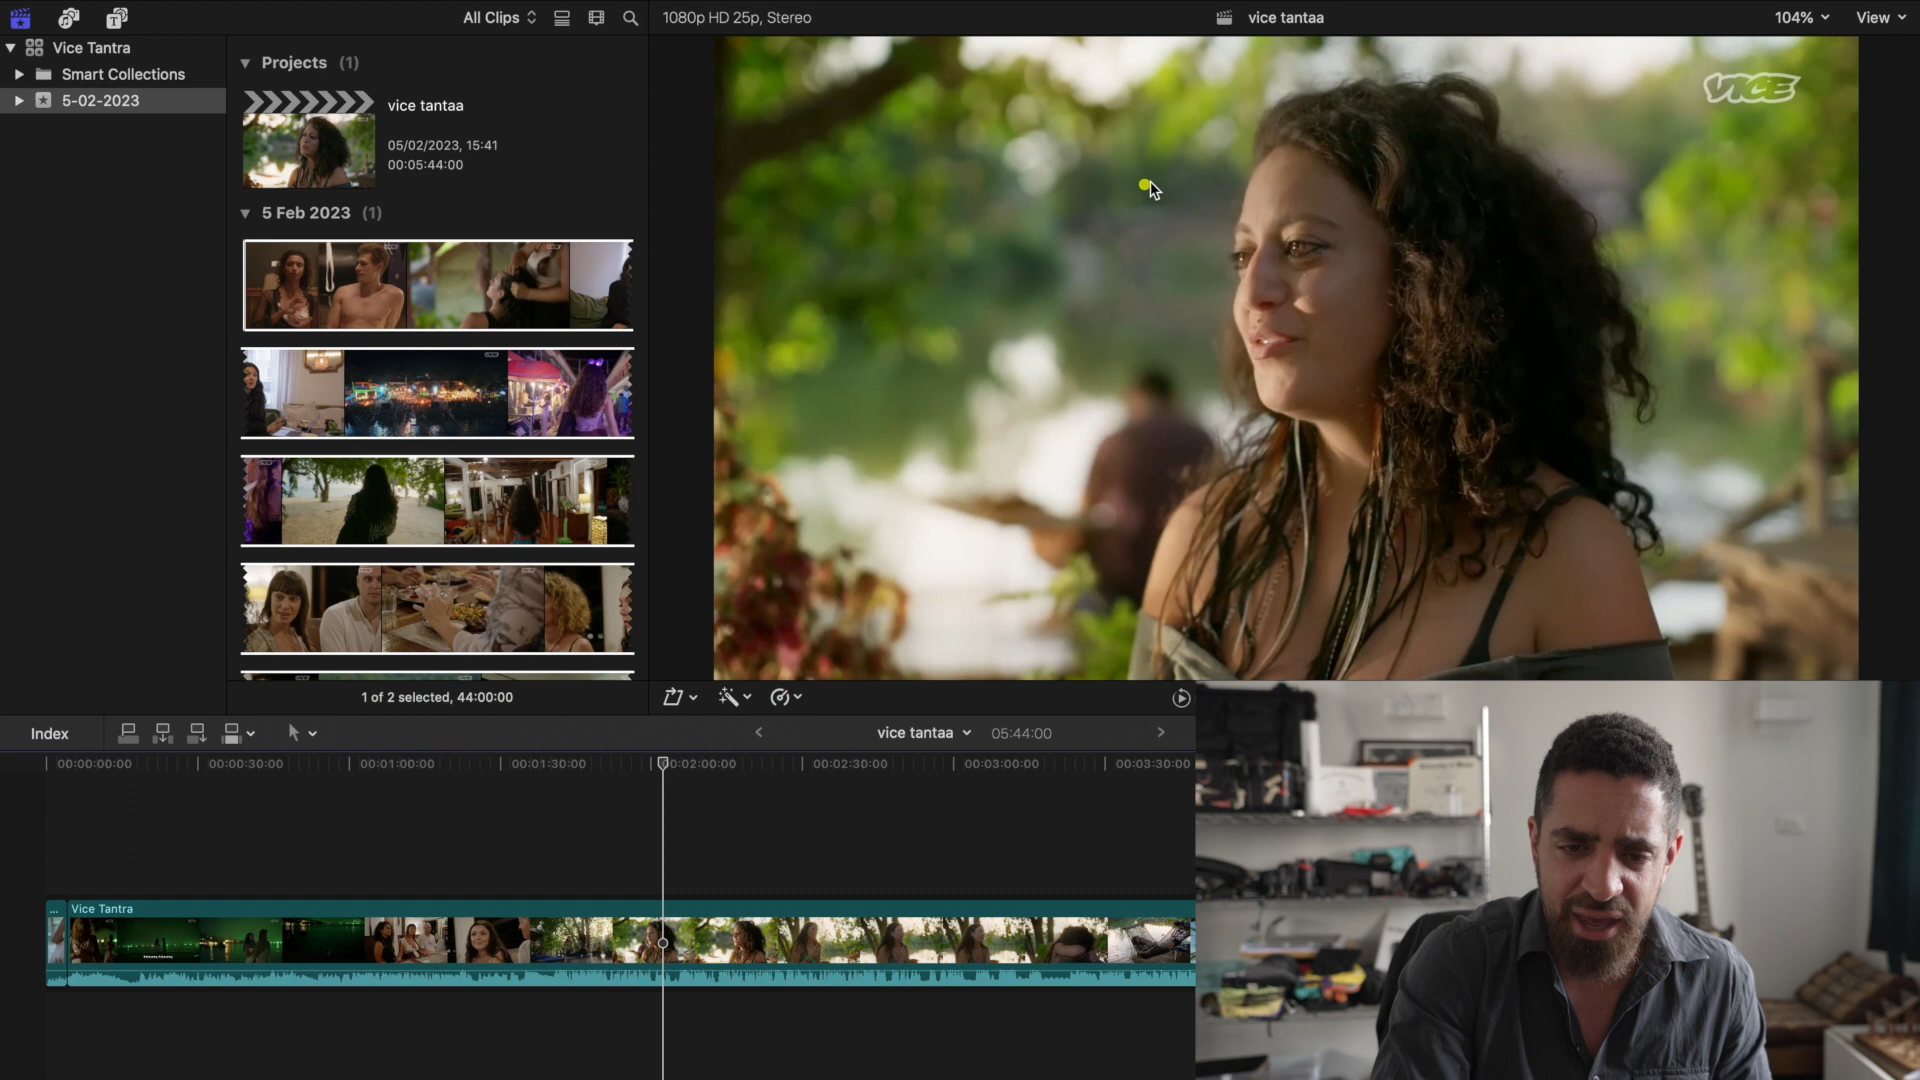 All Clips
1080p HD 25p, Stereo
vice tantaa
104%
View
Vice Tantra
Smart Collections
5-02-2023
Projects (1)
vice tantaa
05/02/2023, 15:41
00:05:44:00
5 Feb 2023 (1)
VICE
1 of 2 selected, 44:00:00
Index
vice tantaa
05:44:00
00:00:00:00
00:00:30:00
00:01:00:00
00:01:30:00
00:02:00:00
00:02:30:00
00:03:00:00
00:03:30:00
...
Vice Tantra